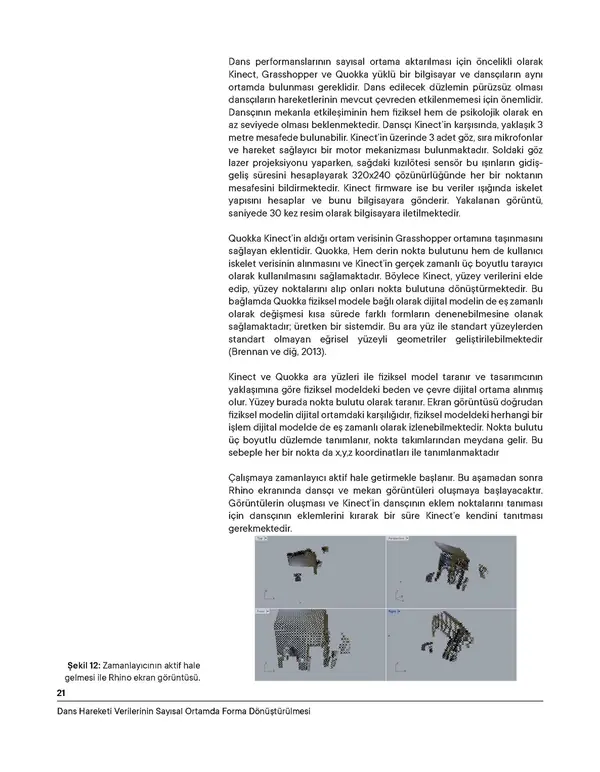 Dans performanslarının sayısal ortama aktarılması için öncelikli olarak
Kinect, Grasshopper ve Quokka yüklü bir bilgisayar ve dansçıların aynı
ortamda bulunması gereklidir. Dans edilecek düzlemin pürüzsüz olması
dansçıların hareketlerinin mevcut çevreden etkilenmemesi için önemlidir.
Dansçının mekanla etkileşiminin hem fiziksel hem de psikolojik olarak en
az seviyede olması beklenmektedir. Dansçı Kinect'in karşısında, yaklaşık 3
metre mesafede bulunabilir. Kinect'in üzerinde 3 adet göz, sıra mikrofonlar
ve hareket sağlayıcı bir motor mekanizması bulunmaktadır. Soldaki göz
lazer projeksiyonu yaparken, sağdaki kızılötesi sensör bu ışınların gidiş-
geliş süresini hesaplayarak 320x240 çözünürlüğünde her bir noktanın
mesafesini bildirmektedir. Kinect firmware ise bu veriler ışığında iskelet
yapısını hesaplar ve bunu bilgisayara gönderir. Yakalanan görüntü,
saniyede 30 kez resim olarak bilgisayara iletilmektedir.
Quokka Kinect'in aldığı ortam verisinin Grasshopper ortamına taşınmasını
sağlayan eklentidir. Quokka, Hem derin nokta bulutunu hem de kullanıcı
iskelet verisinin alınmasını ve Kinect'in gerçek zamanlı üç boyutlu tarayıcı
olarak kullanılmasını sağlamaktadır. Böylece Kinect, yüzey verilerini elde
edip, yüzey noktalarını alıp onları nokta bulutuna dönüştürmektedir. Bu
bağlamda Quokka fiziksel modele bağlı olarak dijital modelin de eş zamanlı
olarak değişmesi kısa sürede farklı formların denenebilmesine olanak
sağlamaktadır; üretken bir sistemdir. Bu ara yüz ile standart yüzeylerden
standart olmayan eğrisel yüzeyli geometriler geliştirilebilmektedir
(Brennan ve diğ, 2013).
Kinect ve Quokka ara yüzleri ile fiziksel model taranır ve tasarımcının
yaklaşımına göre fiziksel modeldeki beden ve çevre dijital ortama alınmış
olur. Yüzey burada nokta bulutu olarak taranır. Ekran görüntüsü doğrudan
fiziksel modelin dijital ortamdaki karşılığıdır, fiziksel modeldeki herhangi bir
işlem dijital modelde de eş zamanlı olarak izlenebilmektedir. Nokta bulutu
üç boyutlu düzlemde tanımlanır, nokta takımlarından meydana gelir. Bu
sebeple her bir nokta da x,y,z koordinatları ile tanımlanmaktadır
Çalışmaya zamanlayıcı aktif hale getirmekle başlanır. Bu aşamadan sonra
Rhino ekranında dansçı ve mekan görüntüleri oluşmaya başlayacaktır.
Görüntülerin oluşması ve Kinect'in dansçının eklem noktalarını tanıması
için dansçının eklemlerini kırarak bir süre Kinect'e kendini tanıtması
gerekmektedir.
Şekil 12: Zamanlayıcının aktif hale
gelmesi ile Rhino ekran görüntüsü.
21
Dans Hareketi Verilerinin Sayısal Ortamda Forma Dönüştürülmesi